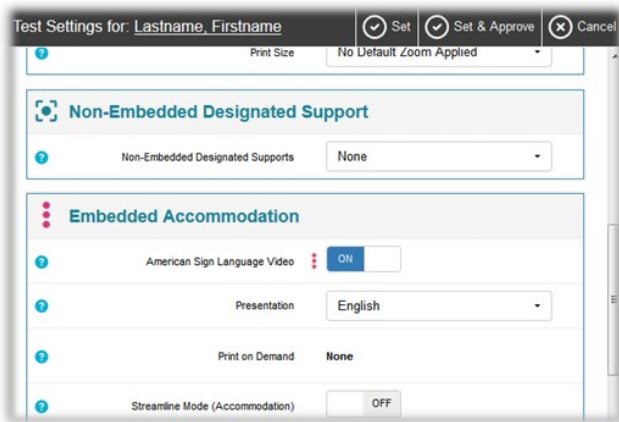 Test Settings for: Lastname, Firstname Set Set & Approve Cancel
Print Size No Default Zoom Applied
Non-Embedded Designated Support
Non-Embedded Designated Supports None
Embedded Accommodation
American Sign Language Video ON
Presentation English
Print on Demand None
Streamline Mode (Accommodation) OFF